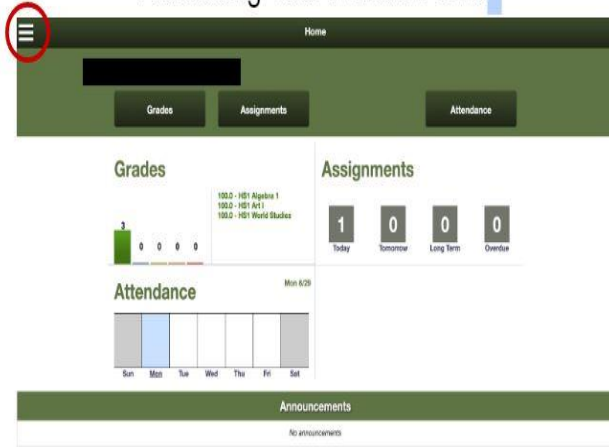 Home
Grades Assignments Attendance
Grades
3 0 0 0 0
100.0 - HS1 Algebra 1
100.0 - HS1 Art I
100.0 - HS1 World Studies
Assignments
1 0 0 0
Today Tomorrow Long Term Overdue
Attendance
Mon 6/29
Sun Mon Tue Wed Thu Fri Sat
Announcements
No announcements